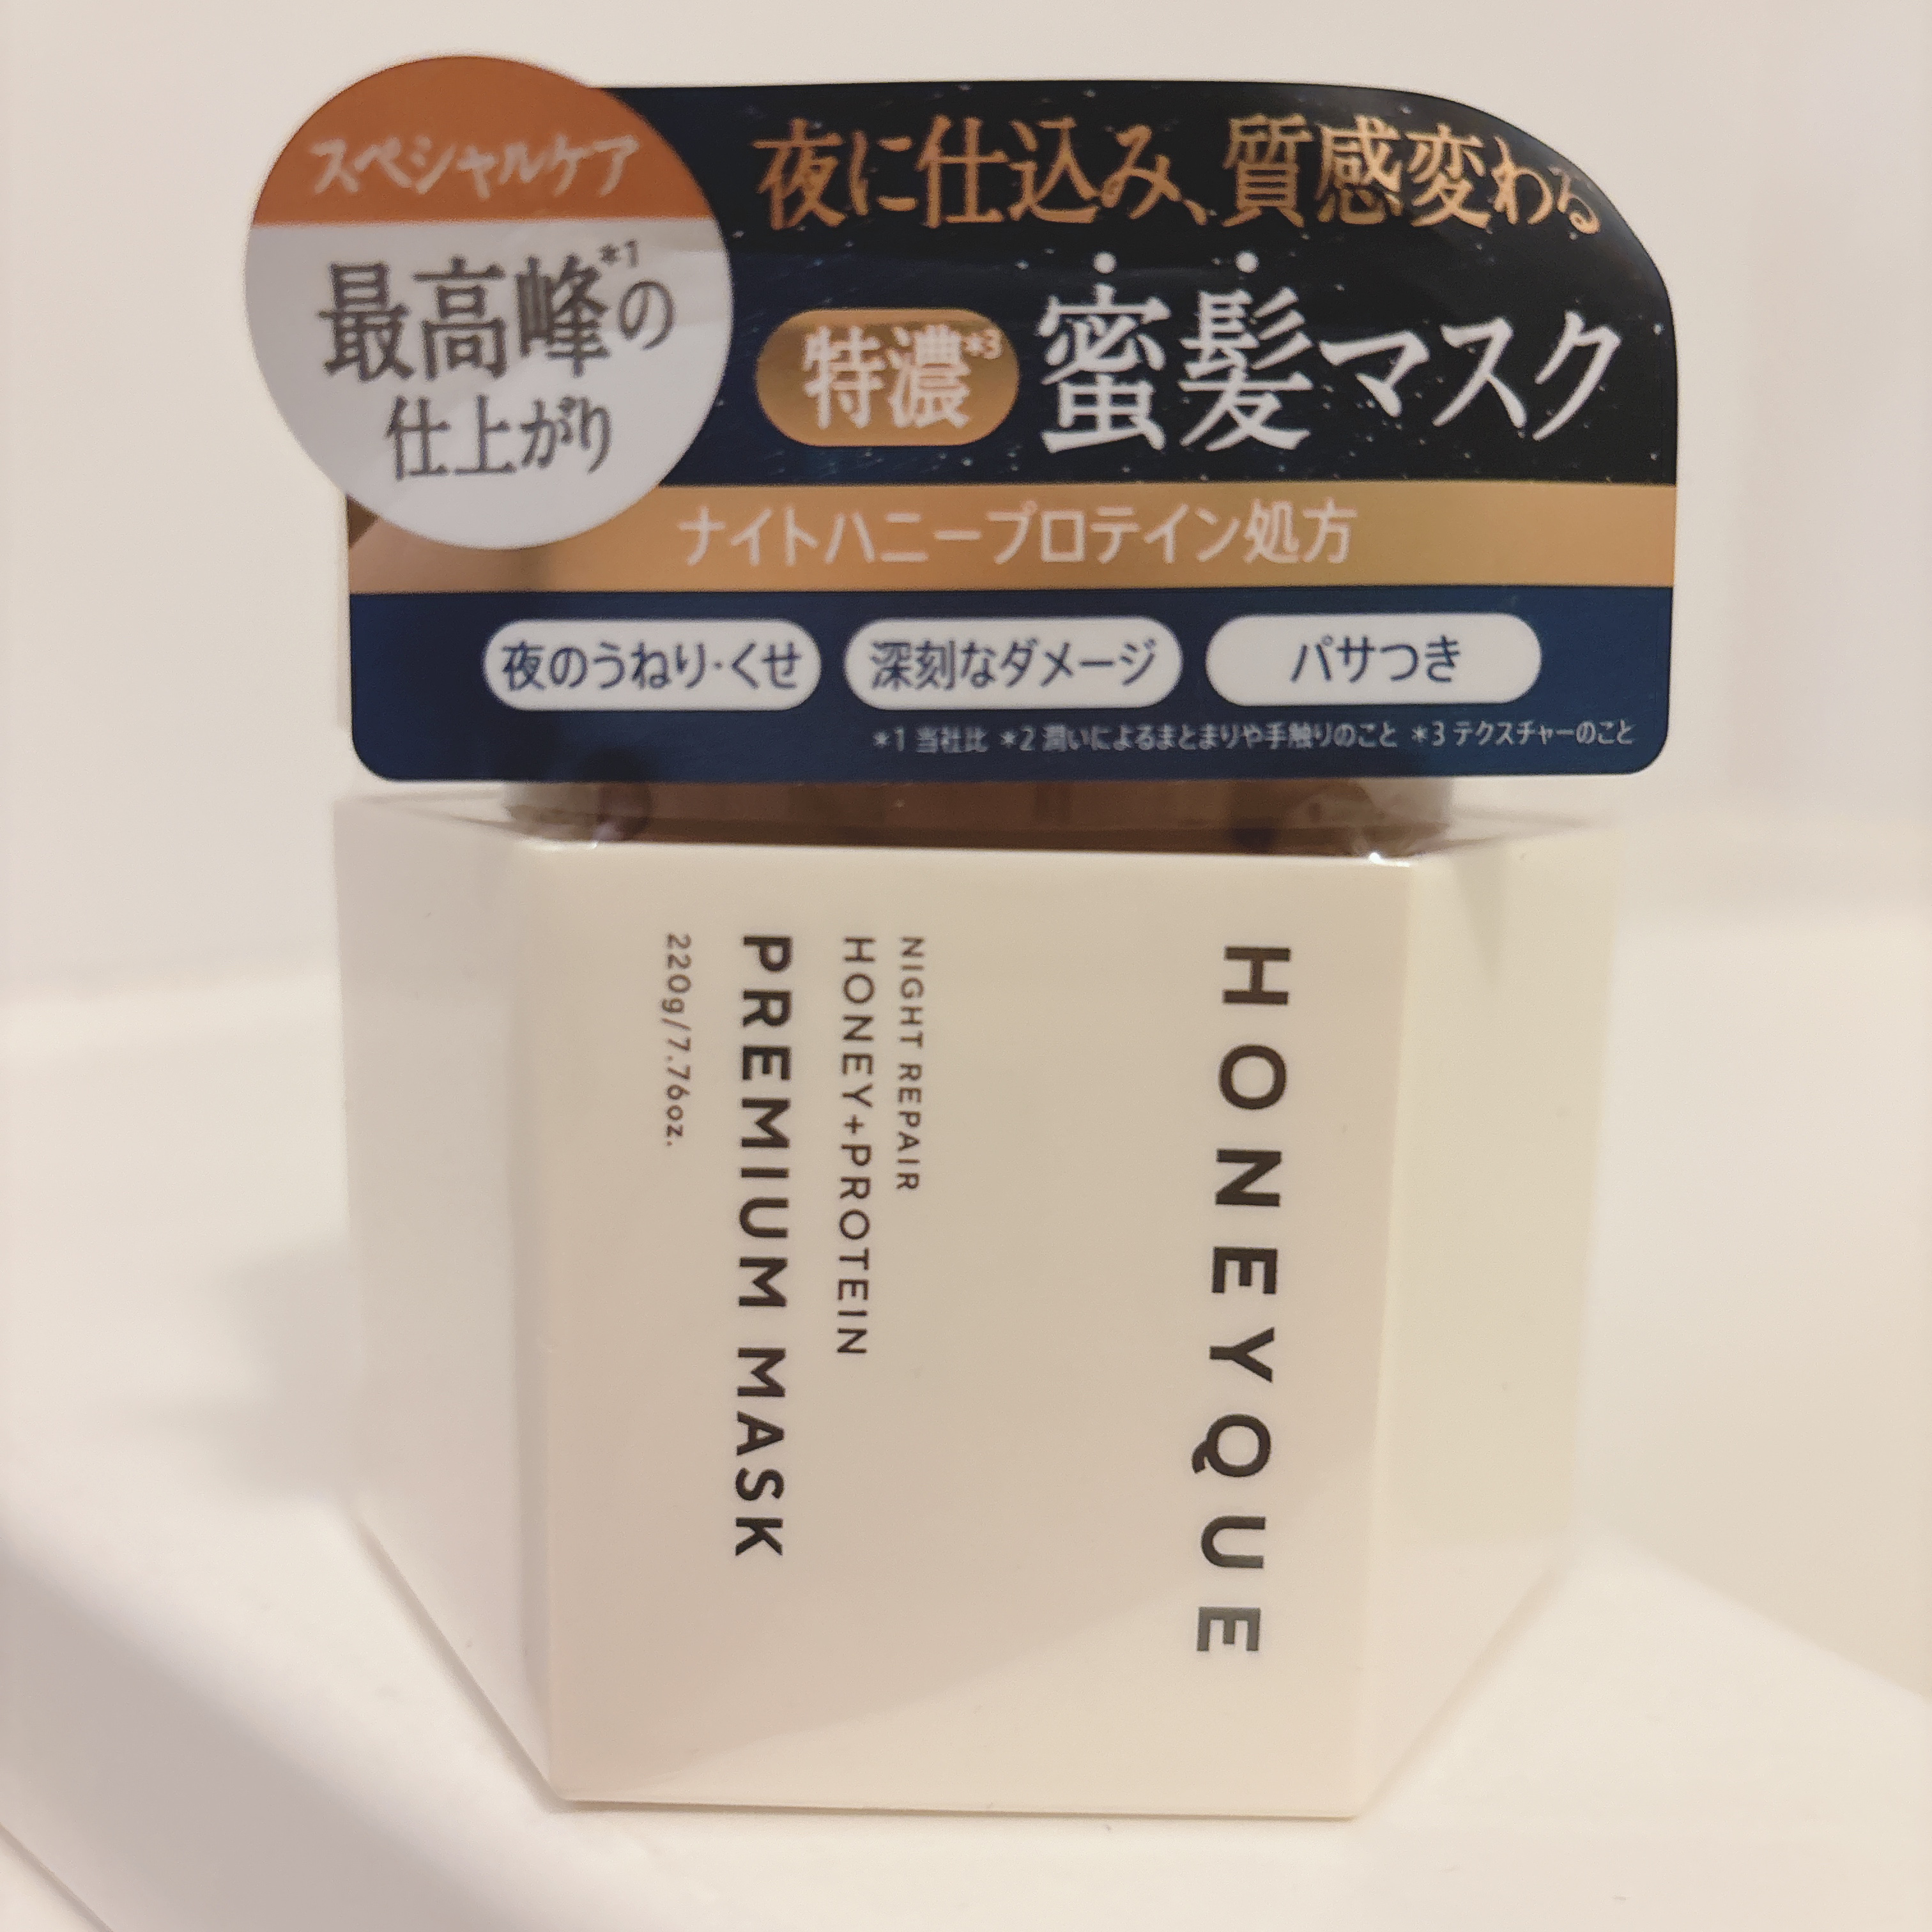 スペシャルケア
最高峰*1の
仕上がり
夜に仕込み、質感変わる
特濃*3 蜜髪マスク
ナイトハニープロテイン処方
夜のうねり・くせ
深刻なダメージ
パサつき
*1 当社比 *2 潤いによるまとまりや手触りのこと *3 テクスチャーのこと
HONEYQUE
NIGHT REPAIR
HONEY+PROTEIN
PREMIUM MASK
220g/7.76oz.